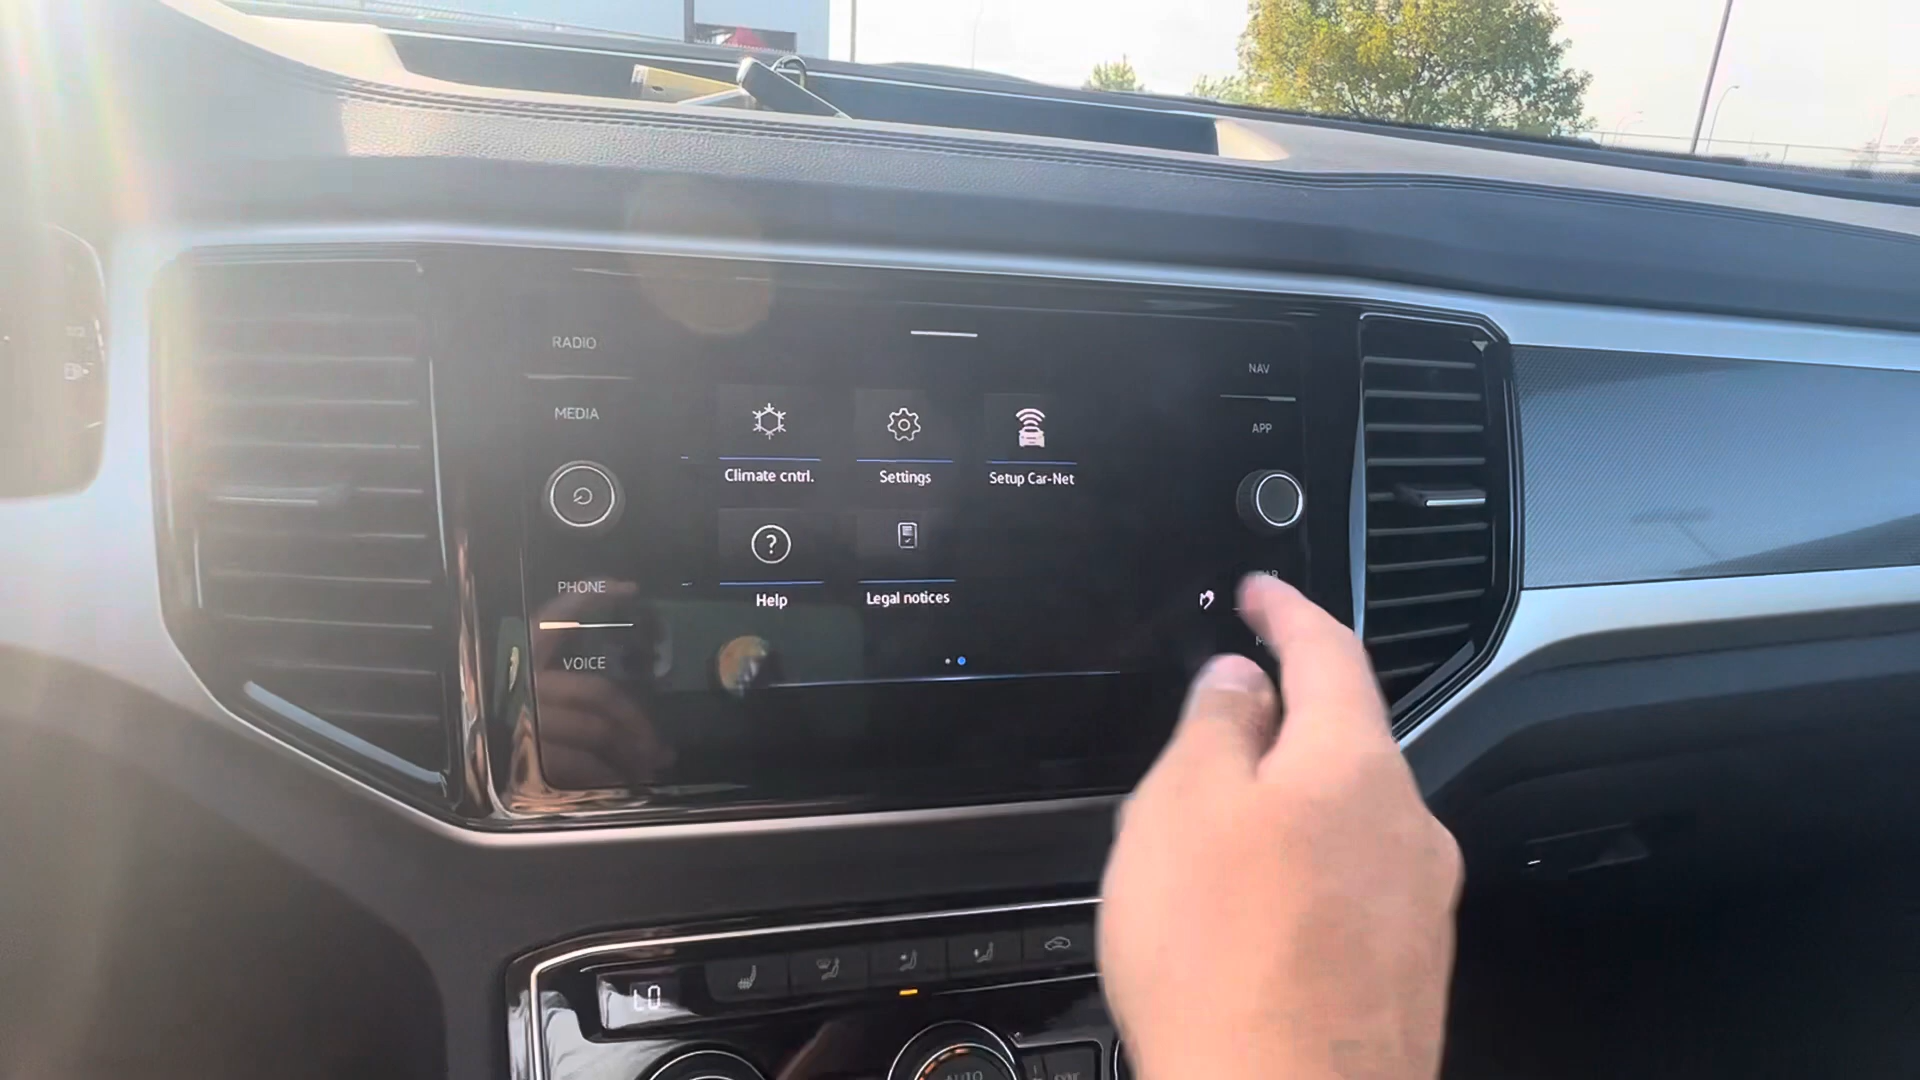 RADIO
MEDIA
PHONE
VOICE
Climate cntrl.
Settings
Setup Car-Net
?
Help
Legal notices
NAV
APP
LO
AUTO